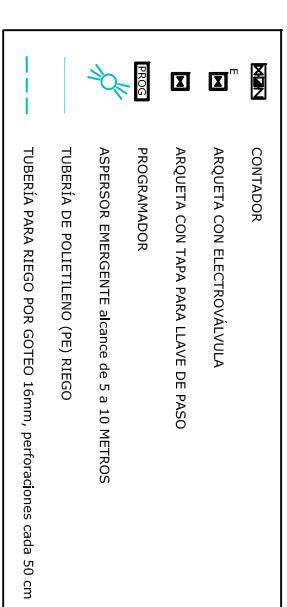 CONTADOR
E
ARQUETA CON ELECTROVÁLVULA
ARQUETA CON TAPA PARA LLAVE DE PASO
PROG
PROGRAMADOR
ASPERSOR EMERGENTE alcance de 5 a 10 METROS
TUBERÍA DE POLIETILENO (PE) RIEGO
TUBERÍA PARA RIEGO POR GOTEO 16mm, perforaciones cada 50 cm